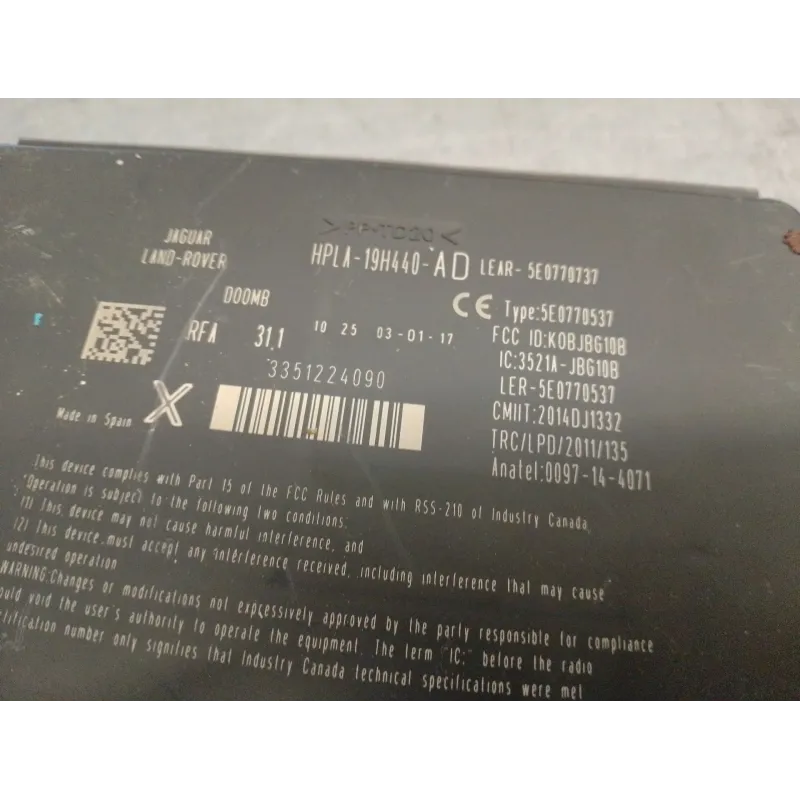 >PP-TD20<
JAGUAR
LAND-ROVER
HPLA-19H440-AD LEAR- 5E0770737
D00MB
CE Type:5E0770537
RFA 31.1 10 25 03-01-17
FCC ID:KOBJBG10B
IC:3521A-JBG10B
3351224090
LER-5E0770537
Made in Spain X
CMIIT:2014DJ1332
TRC/LPD/2011/135
Anatel:0097-14-4071
This device complies with Part 15 of the FCC Rules and with RSS-210 of Industry Canada
"Operation is subject to the following two conditions:
(1) This device may not cause harmful interference, and
(2) This device must accept any interference received, including interference that may cause
undesired operation
WARNING:Changes or modifications not expressively approved by the party responsible for compliance
ould void the user's authority to operate the equipment. The term "IC:" before the radio
ertification number only signifies that Industry Canada technical specifications were met